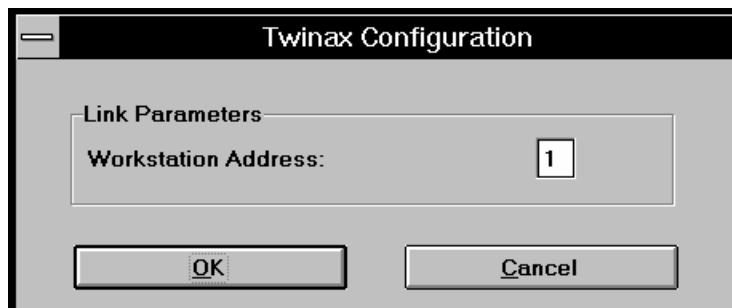 Twinax Configuration
Link Parameters
Workstation Address: 1
OK Cancel